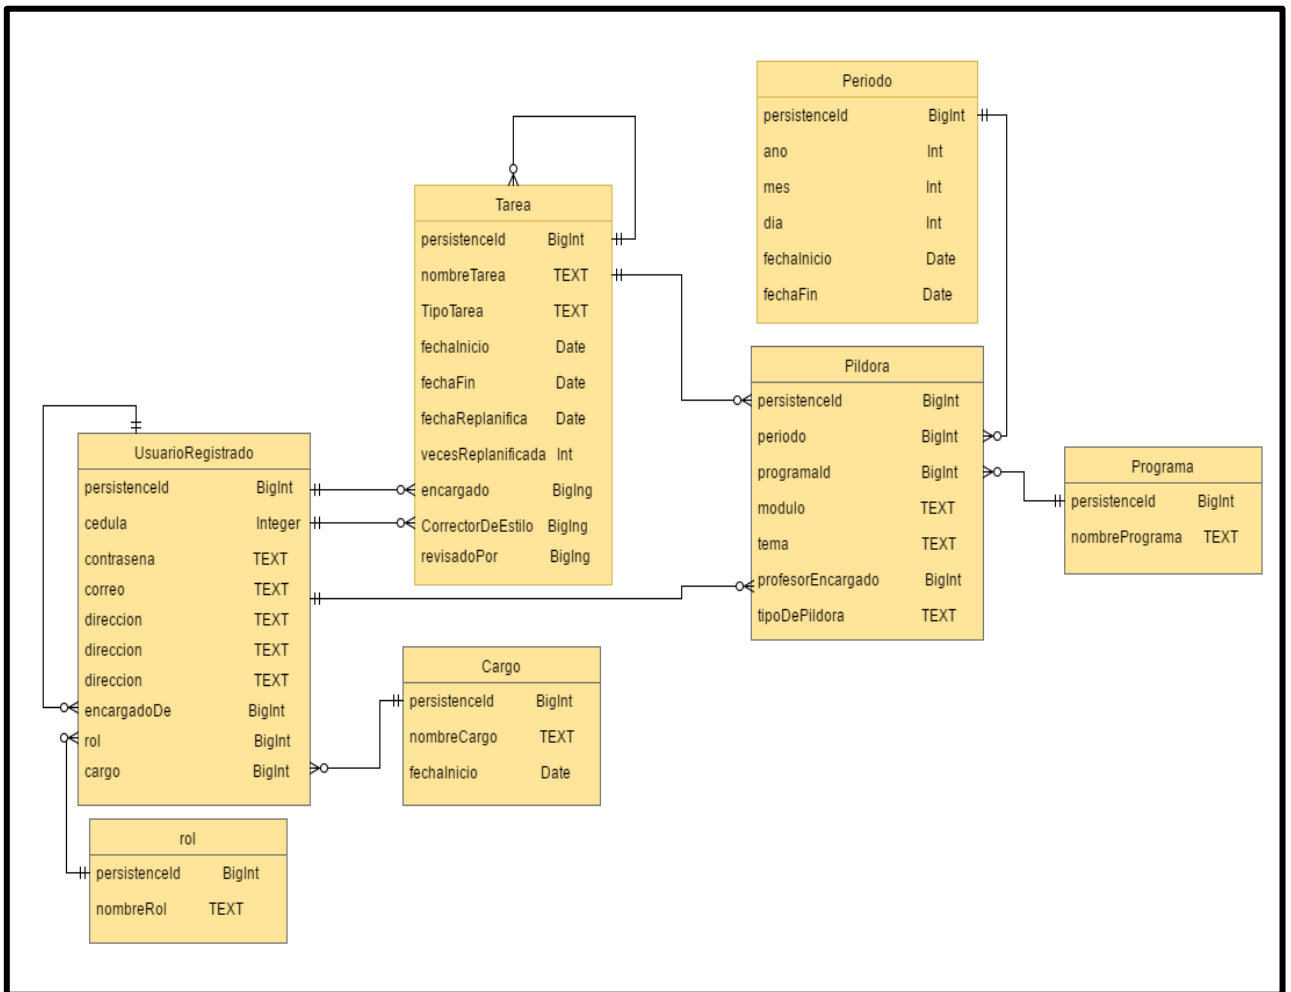 Periodo
persistenceId BigInt
ano Int
mes Int
dia Int
fechaInicio Date
fechaFin Date
Tarea
persistenceId BigInt
nombreTarea TEXT
TipoTarea TEXT
fechaInicio Date
fechaFin Date
fechaReplanifica Date
vecesReplanificada Int
encargado BigIng
CorrectorDeEstilo BigIng
revisadoPor BigIng
Pildora
persistenceId BigInt
periodo BigInt
programaId BigInt
modulo TEXT
tema TEXT
profesorEncargado BigInt
tipoDePildora TEXT
Programa
persistenceId BigInt
nombrePrograma TEXT
UsuarioRegistrado
persistenceId BigInt
cedula Integer
contrasena TEXT
correo TEXT
direccion TEXT
direccion TEXT
direccion TEXT
encargadoDe BigInt
rol BigInt
cargo BigInt
Cargo
persistenceId BigInt
nombreCargo TEXT
fechaInicio Date
rol
persistenceId BigInt
nombreRol TEXT